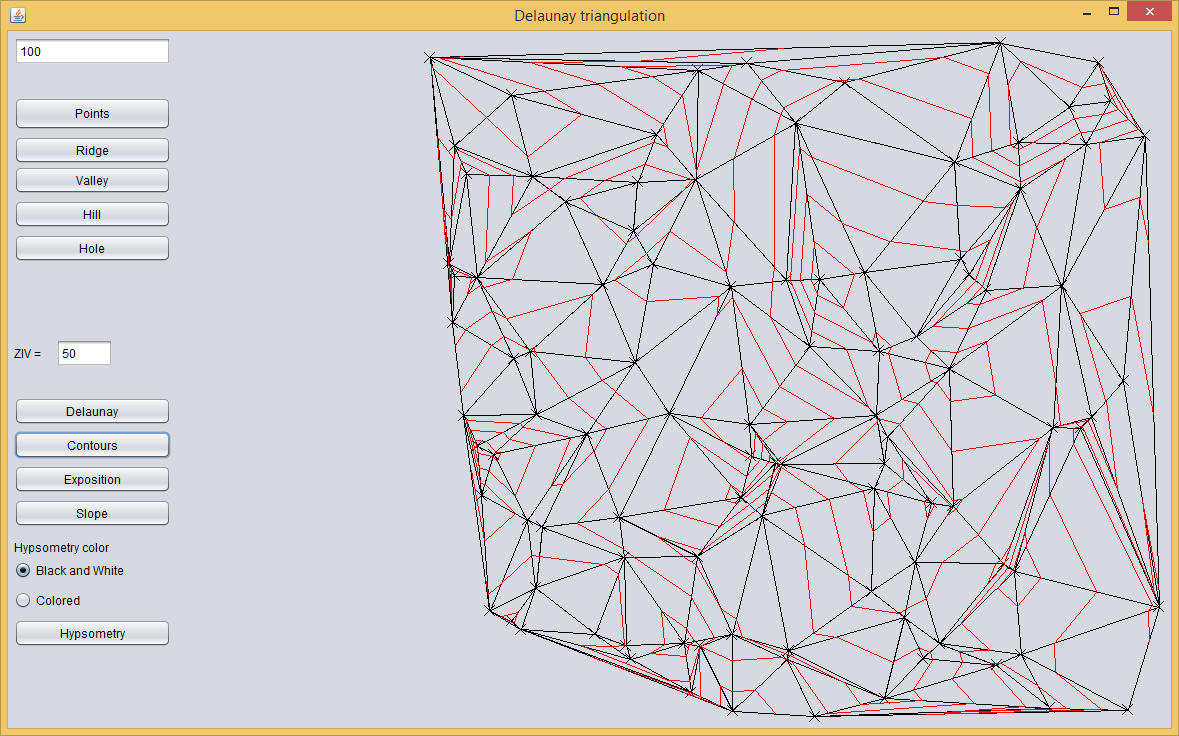 Delaunay triangulation
100
Points
Ridge
Valley
Hill
Hole
ZIV = 50
Delaunay
Contours
Exposition
Slope
Hypsometry color
Black and White
Colored
Hypsometry